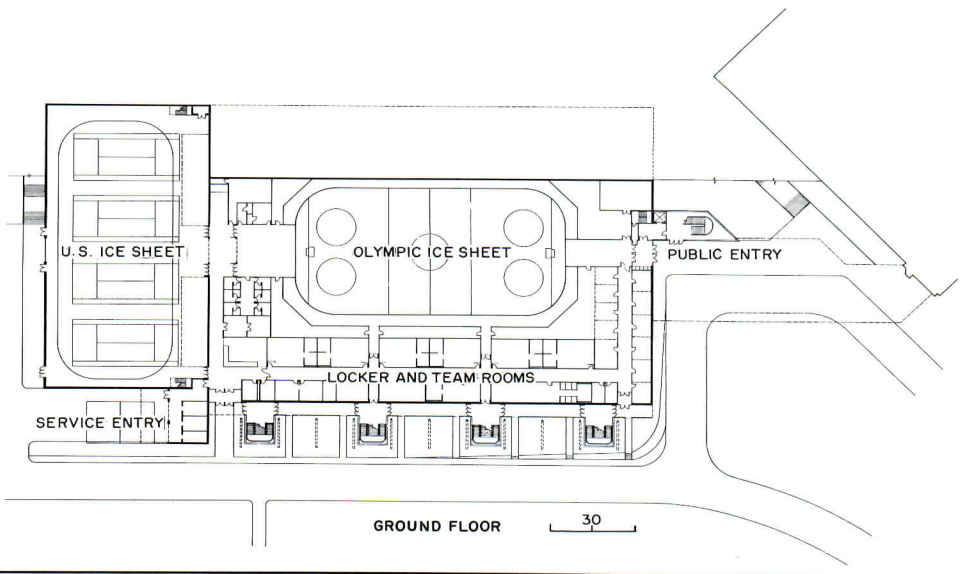 U.S. ICE SHEET
OLYMPIC ICE SHEET
PUBLIC ENTRY
LOCKER AND TEAM ROOMS
SERVICE ENTRY
GROUND FLOOR
30